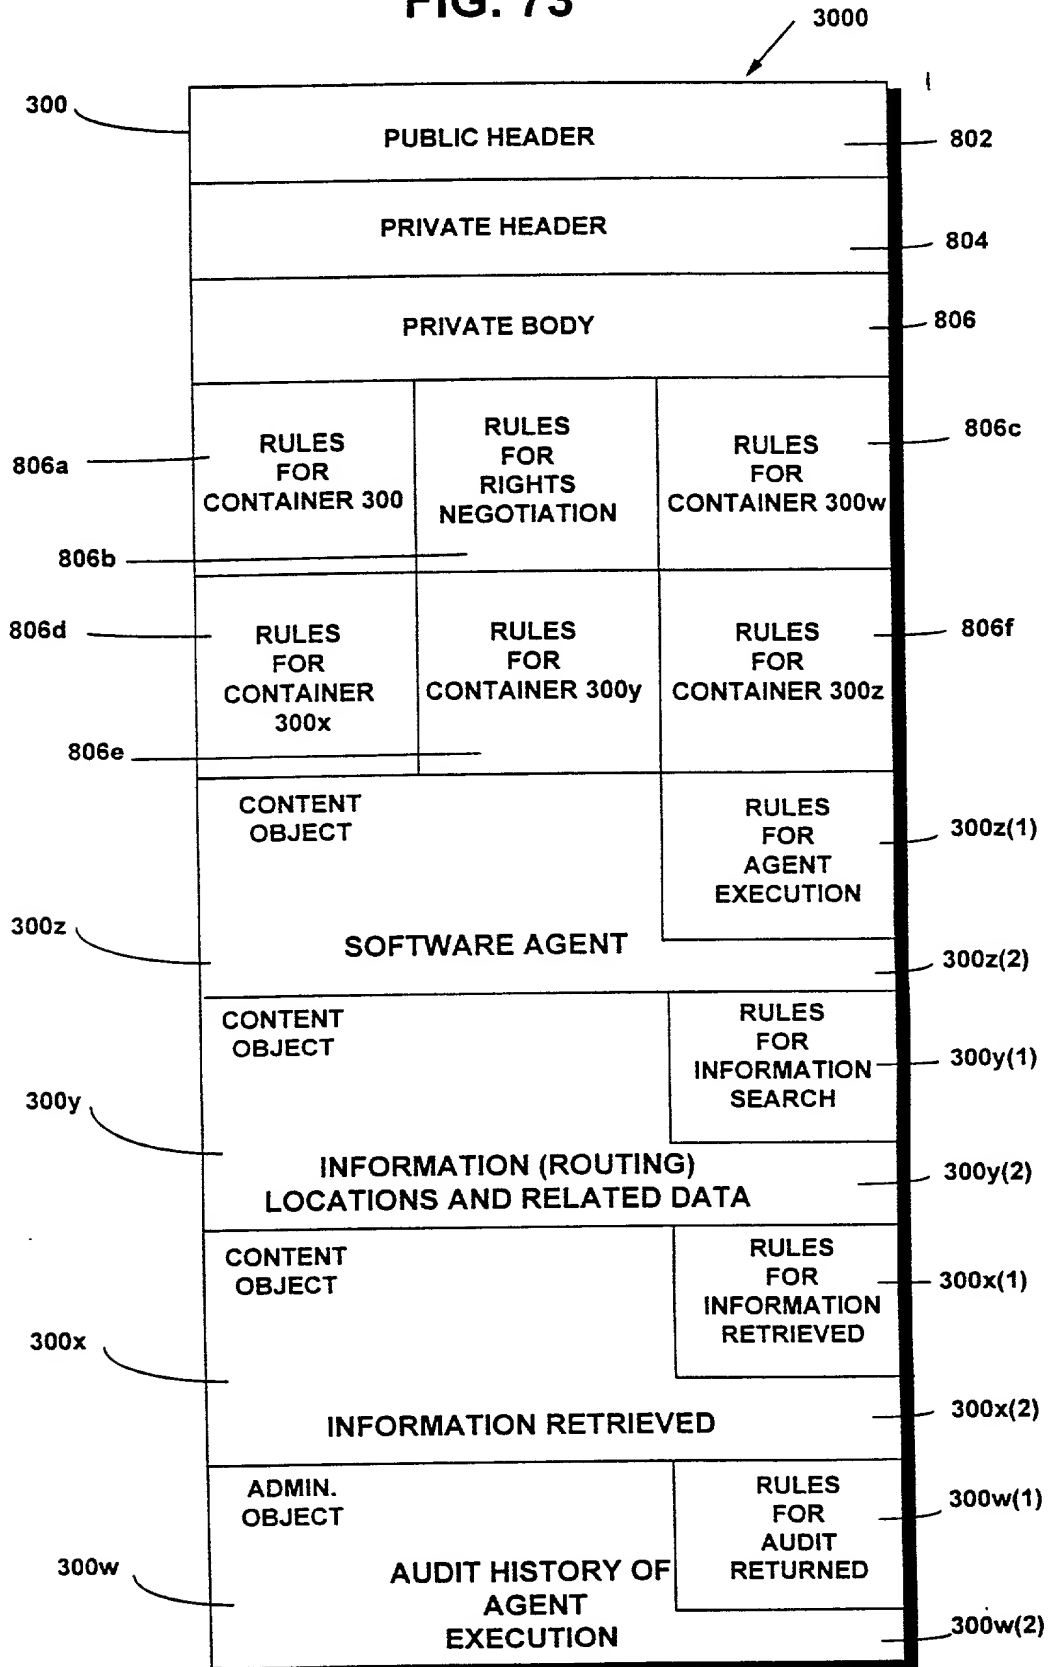 FIG. 73
3000
300
PUBLIC HEADER
802
PRIVATE HEADER
804
PRIVATE BODY
806
806a
RULES
FOR
CONTAINER 300
RULES
FOR
RIGHTS
NEGOTIATION
RULES
FOR
CONTAINER 300w
806c
806b
806d
RULES
FOR
CONTAINER
300x
RULES
FOR
CONTAINER 300y
RULES
FOR
CONTAINER 300z
806f
806e
CONTENT
OBJECT
RULES
FOR
AGENT
EXECUTION
300z(1)
300z
SOFTWARE AGENT
300z(2)
CONTENT
OBJECT
RULES
FOR
INFORMATION
SEARCH
300y(1)
300y
INFORMATION (ROUTING)
LOCATIONS AND RELATED DATA
300y(2)
CONTENT
OBJECT
RULES
FOR
INFORMATION
RETRIEVED
300x(1)
300x
INFORMATION RETRIEVED
300x(2)
ADMIN.
OBJECT
RULES
FOR
AUDIT
RETURNED
300w(1)
300w
AUDIT HISTORY OF
AGENT
EXECUTION
300w(2)